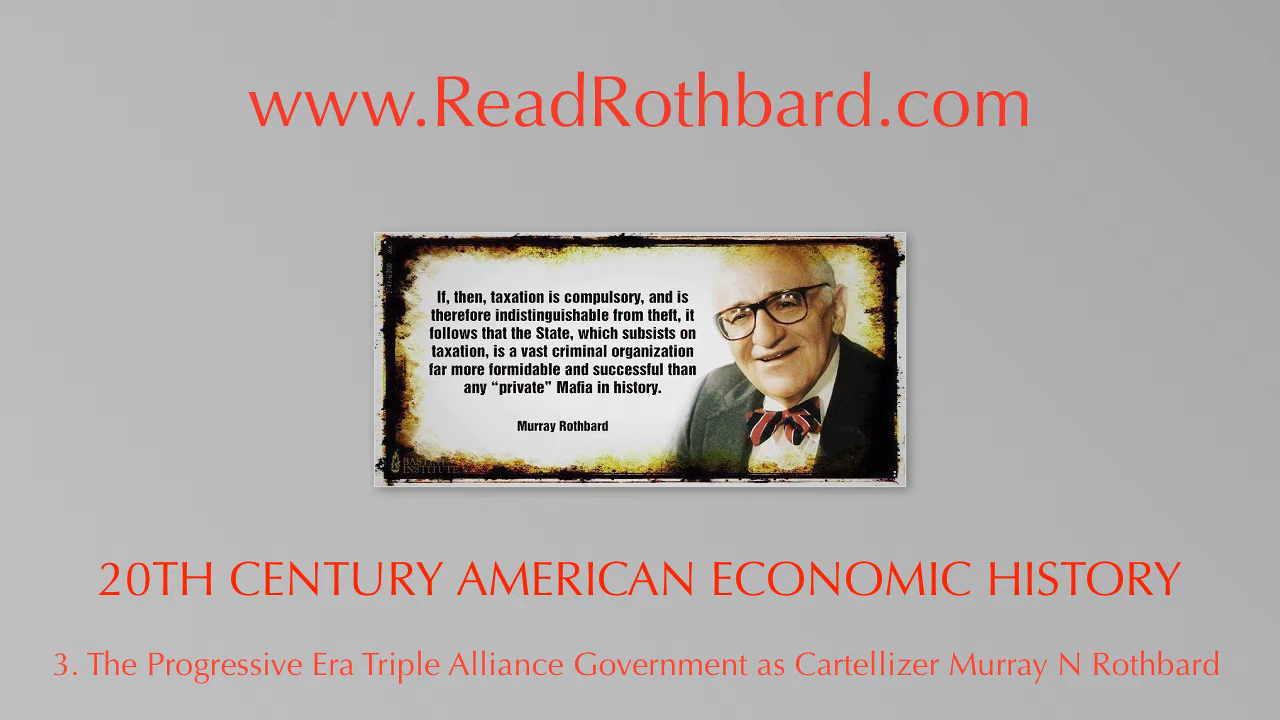 www.ReadRothbard.com
If, then, taxation is compulsory, and is
therefore indistinguishable from theft, it
follows that the State, which subsists on
taxation, is a vast criminal organization
far more formidable and successful than
any “private” Mafia in history.
Murray Rothbard
BASTIAT
INSTITUTE
20TH CENTURY AMERICAN ECONOMIC HISTORY
3. The Progressive Era Triple Alliance Government as Cartellizer Murray N Rothbard